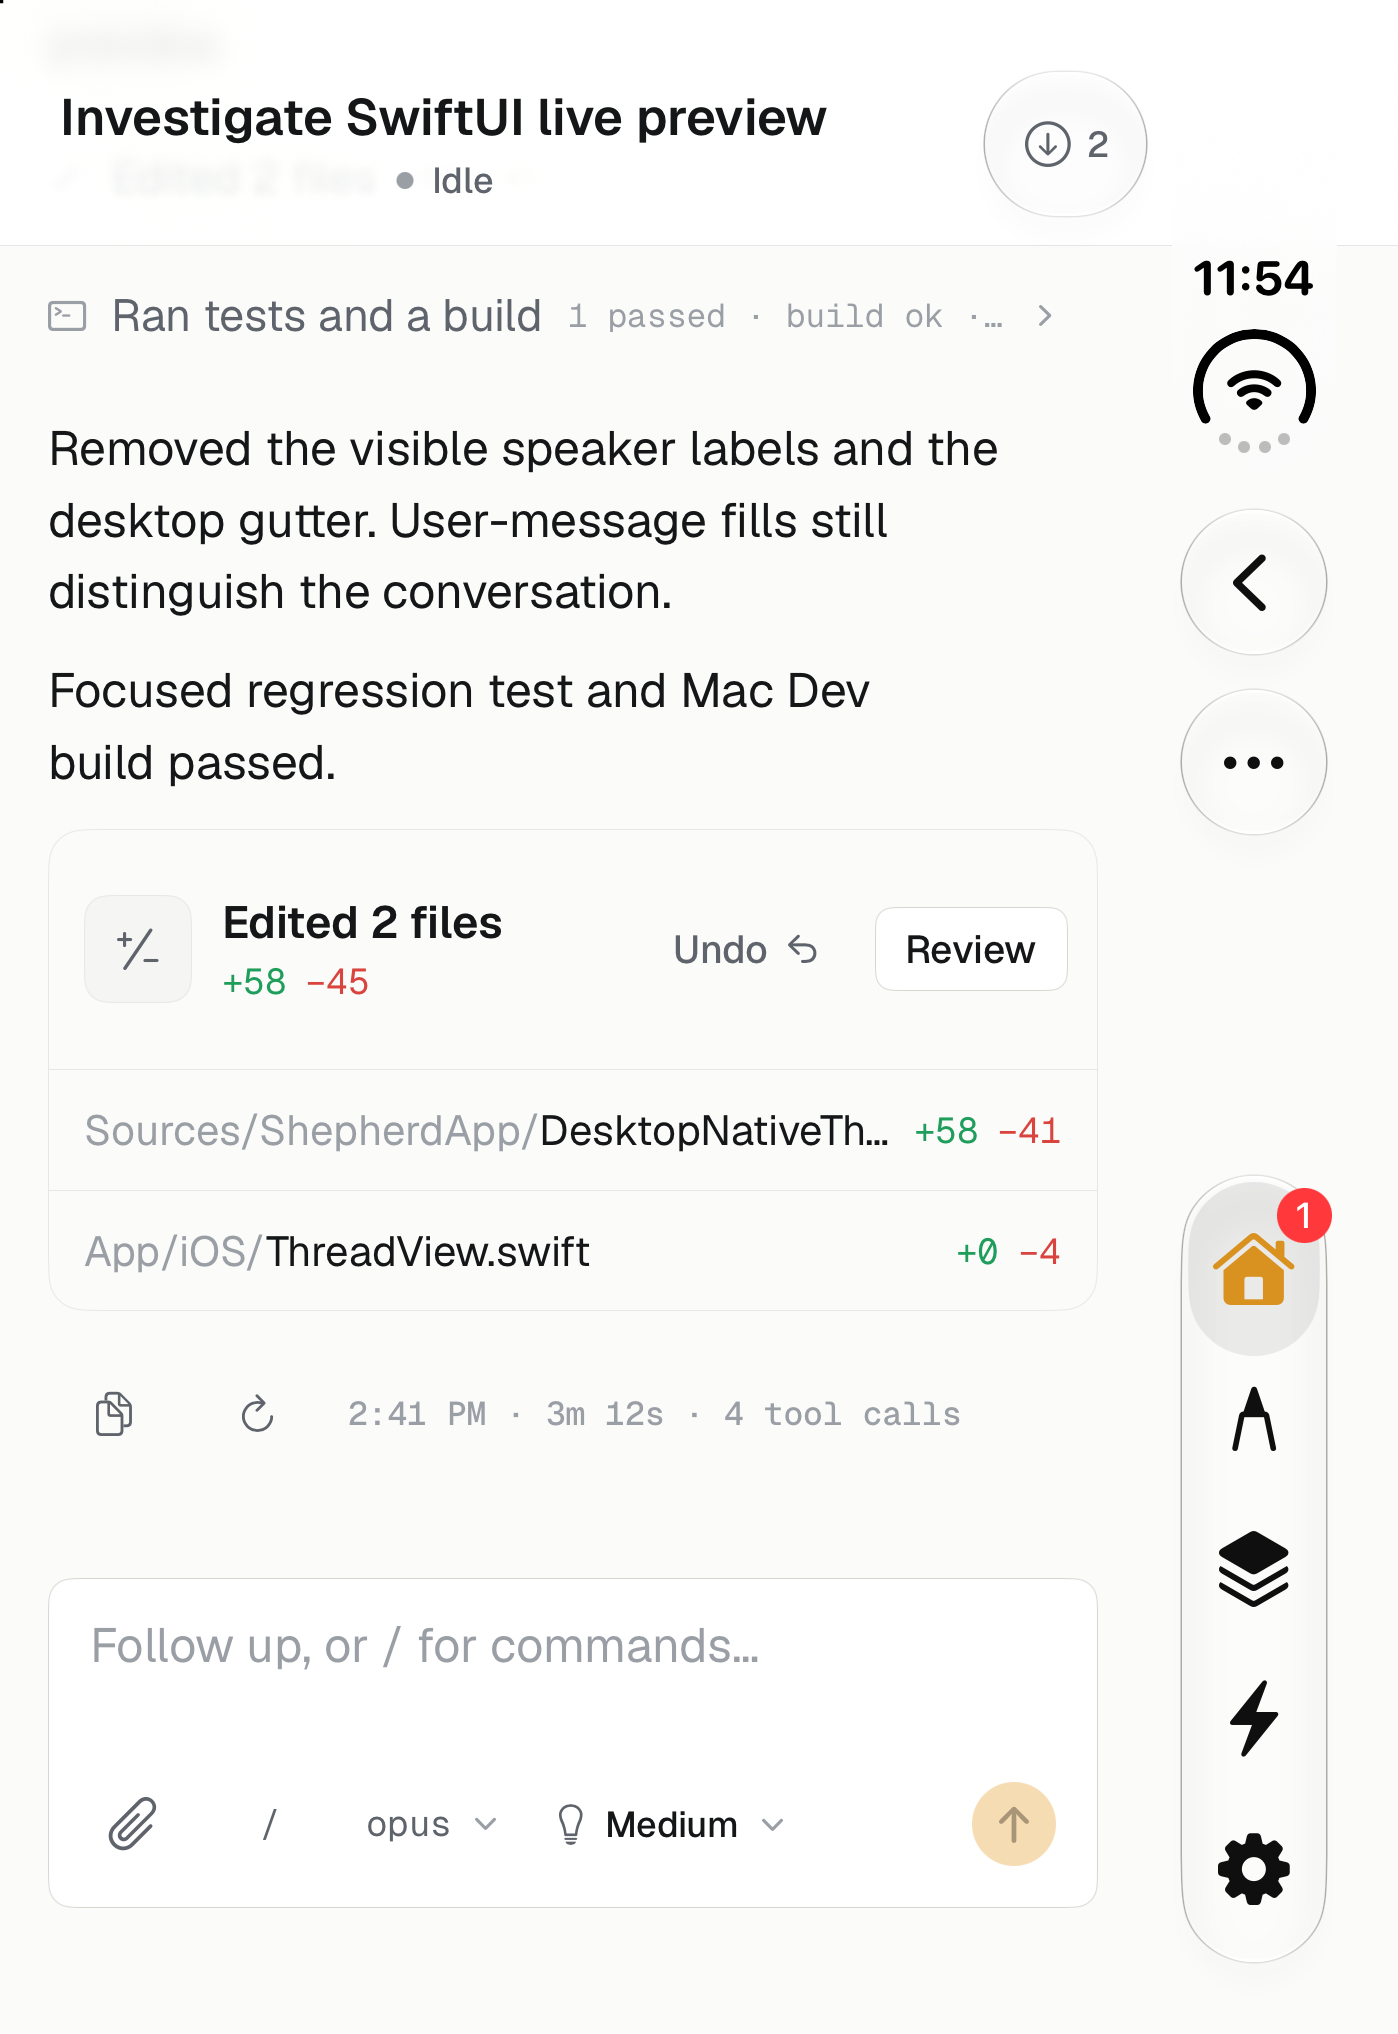 Investigate SwiftUI live preview
Edited 2 files
Idle
2
11:54
Ran tests and a build 1 passed · build ok ·…
Removed the visible speaker labels and the
desktop gutter. User-message fills still
distinguish the conversation.
Focused regression test and Mac Dev
build passed.
Edited 2 files
+58 −45
Undo
Review
Sources/ShepherdApp/DesktopNativeTh… +58 −41
App/iOS/ThreadView.swift +0 −4
1
2:41 PM · 3m 12s · 4 tool calls
Follow up, or / for commands…
/ opus Medium